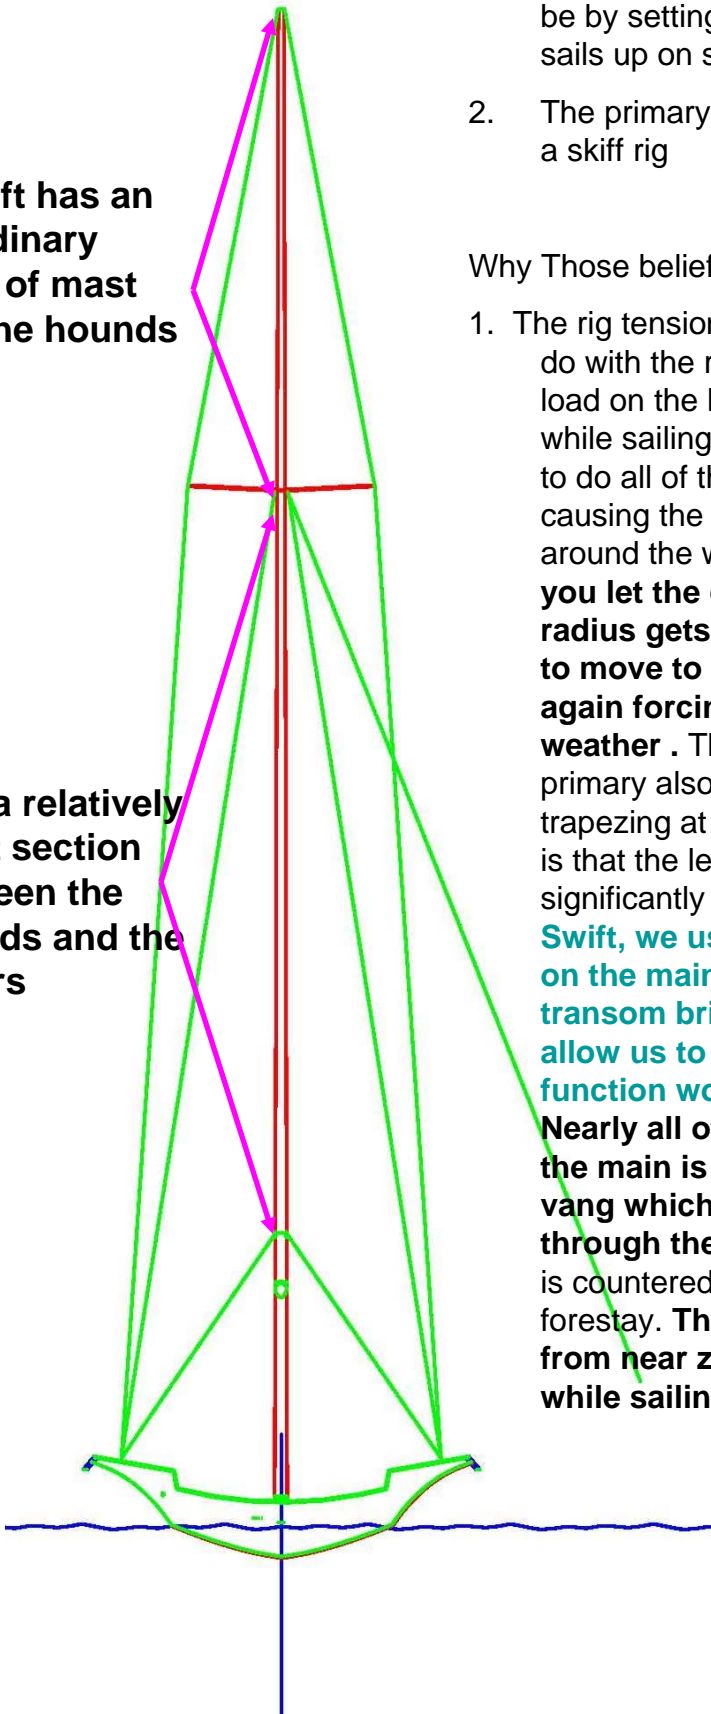 ft has an
dinary
of mast
he hounds
a relatively
t section
een the
ds and the
rs
be by setting
sails up on s
2. The primary
a skiff rig
Why Those belief
1. The rig tension
do with the r
load on the
while sailing
to do all of th
causing the
around the w
you let the
radius gets
to move to
again forcin
weather . Th
primary also
trapezing at
is that the le
significantly
Swift, we us
on the main
transom bri
allow us to
function wo
Nearly all o
the main is
vang which
through the
is countered
forestay. Th
from near z
while sailin